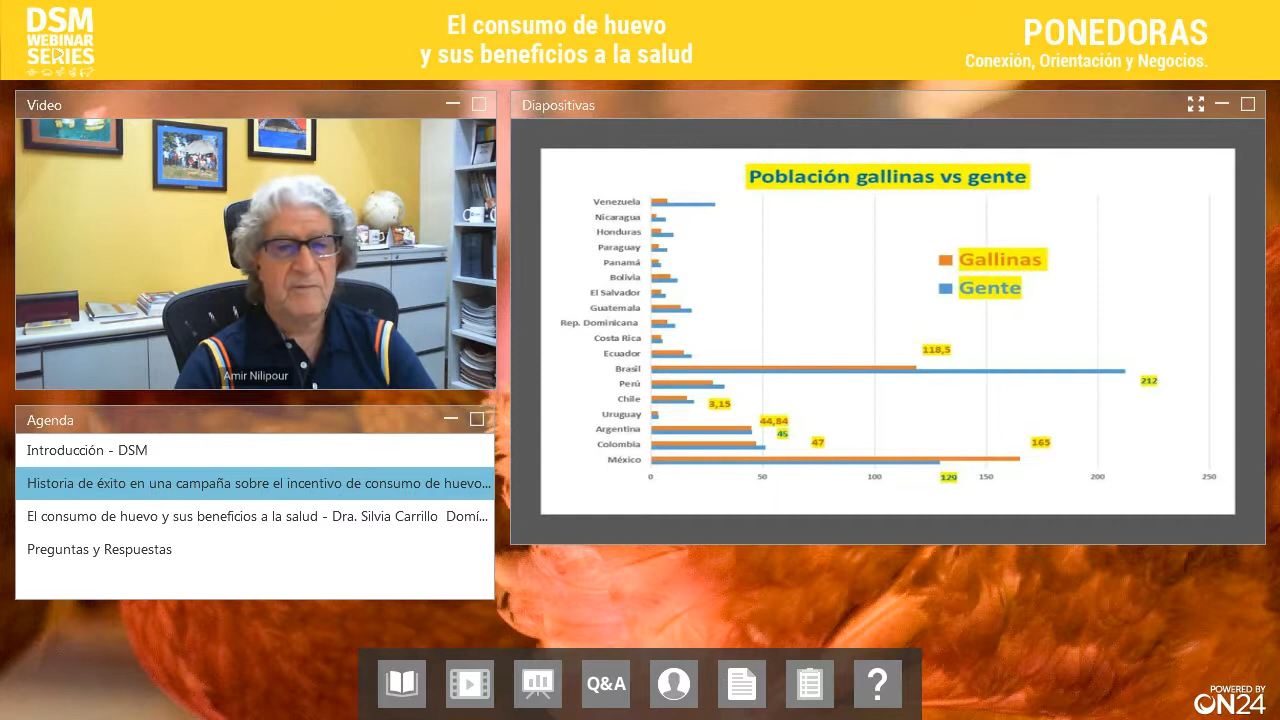 DSM
WEBINAR
SERIES
El consumo de huevo
y sus beneficios a la salud
PONEDORAS
Conexión, Orientación y Negocios.
Video
Amir Nilipour
Diapositivas
Población gallinas vs gente
Venezuela
Nicaragua
Honduras
Paraguay
Panamá
Bolivia
El Salvador
Guatemala
Rep. Dominicana
Costa Rica
Ecuador
Brasil
Perú
Chile
Uruguay
Argentina
Colombia
México
Gallinas
Gente
118,5
212
3,15
44,84
45
47
165
129
0
50
100
150
200
250
Agenda
Introducción - DSM
Historia de éxito en una campaña sobre el incentivo de consumo de huevo...
El consumo de huevo y sus beneficios a la salud - Dra. Silvia Carrillo Domí...
Preguntas y Respuestas
Q&A
?
POWERED BY
ON24